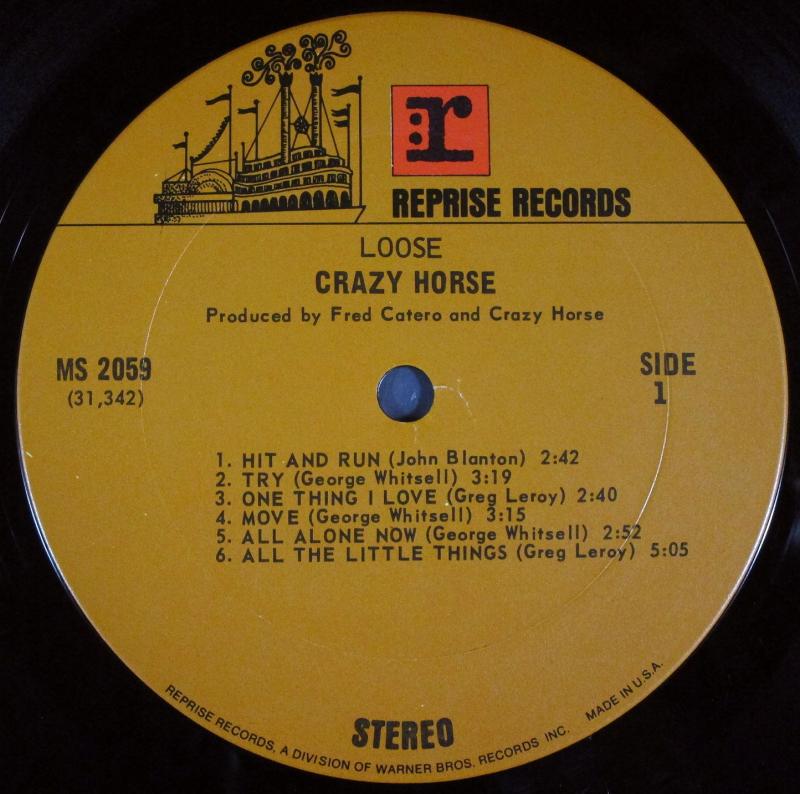 r
REPRISE RECORDS
LOOSE
CRAZY HORSE
Produced by Fred Catero and Crazy Horse
MS 2059
(31,342)
SIDE
1
1. HIT AND RUN (John Blanton) 2:42
2. TRY (George Whitsell) 3:19
3. ONE THING I LOVE (Greg Leroy) 2:40
4. MOVE (George Whitsell) 3:15
5. ALL ALONE NOW (George Whitsell) 2:52
6. ALL THE LITTLE THINGS (Greg Leroy) 5:05
STEREO
REPRISE RECORDS, A DIVISION OF WARNER BROS. RECORDS INC. MADE IN U.S.A.